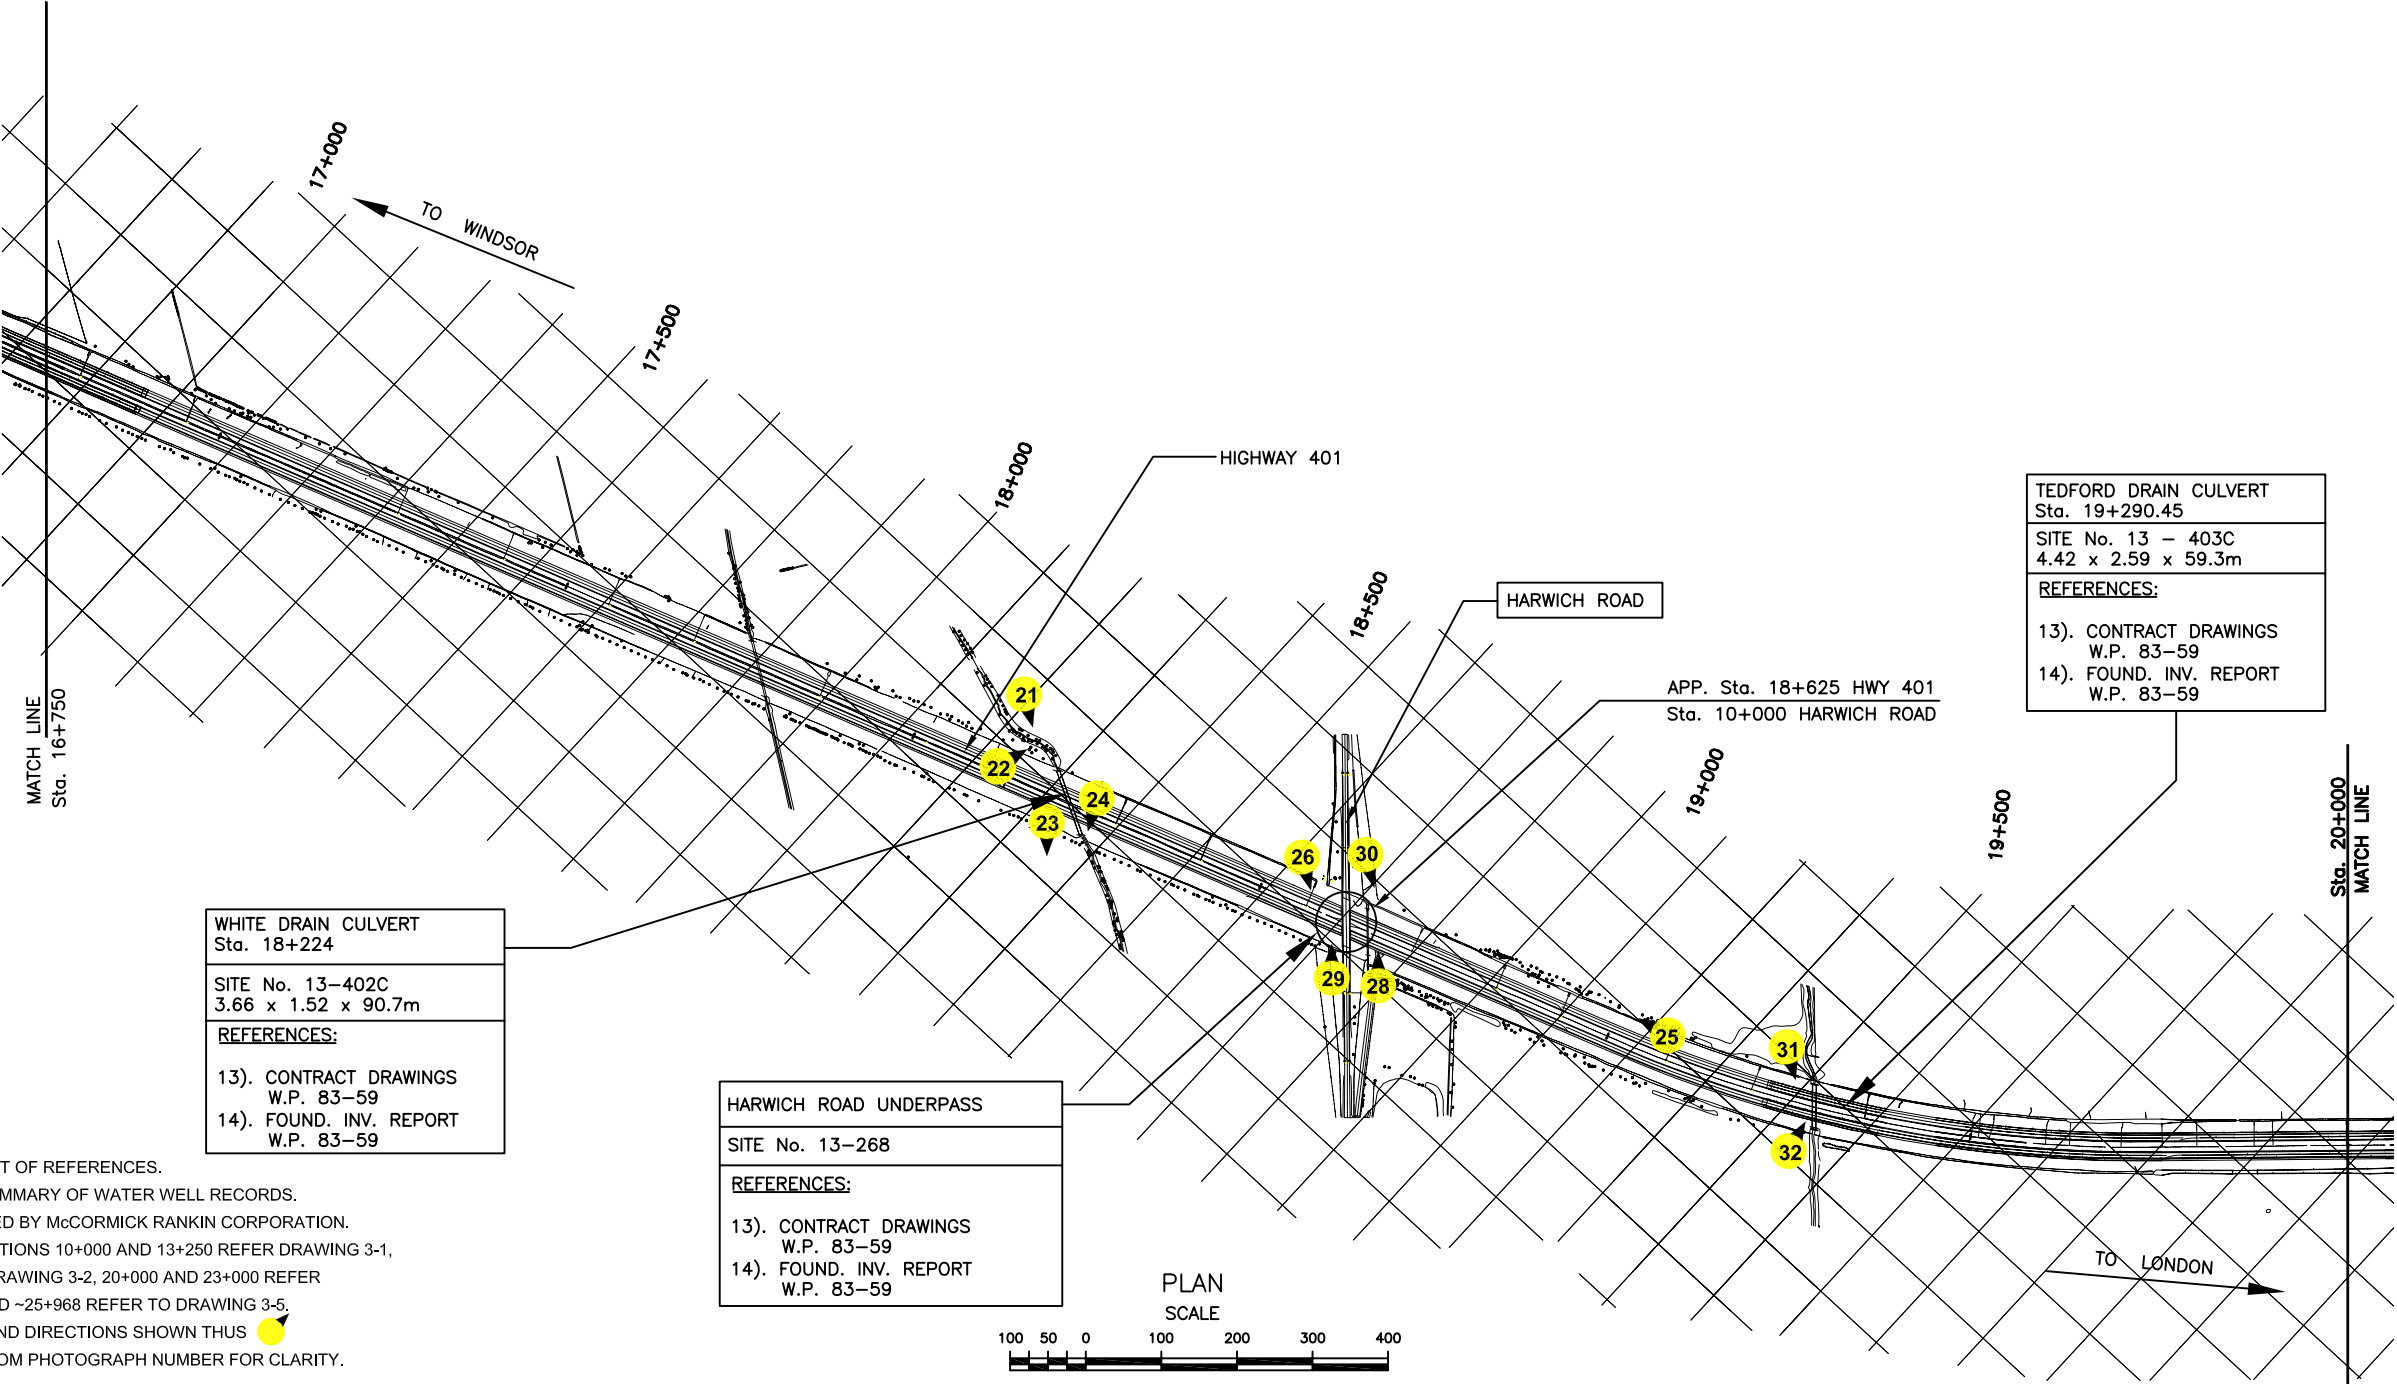 17+000
TO WINDSOR
17+500
18+000
HIGHWAY 401
18+500
HARWICH ROAD
TEDFORD DRAIN CULVERT
Sta. 19+290.45
SITE No. 13 – 403C
4.42 x 2.59 x 59.3m
REFERENCES:
13). CONTRACT DRAWINGS
W.P. 83–59
14). FOUND. INV. REPORT
W.P. 83–59
APP. Sta. 18+625 HWY 401
Sta. 10+000 HARWICH ROAD
MATCH LINE
Sta. 16+750
21
22
23
24
19+000
19+500
Sta. 20+000
MATCH LINE
26
30
29
28
25
31
32
WHITE DRAIN CULVERT
Sta. 18+224
SITE No. 13–402C
3.66 x 1.52 x 90.7m
REFERENCES:
13). CONTRACT DRAWINGS
W.P. 83–59
14). FOUND. INV. REPORT
W.P. 83–59
HARWICH ROAD UNDERPASS
SITE No. 13–268
REFERENCES:
13). CONTRACT DRAWINGS
W.P. 83–59
14). FOUND. INV. REPORT
W.P. 83–59
T OF REFERENCES.
MMARY OF WATER WELL RECORDS.
ED BY McCORMICK RANKIN CORPORATION.
TIONS 10+000 AND 13+250 REFER DRAWING 3-1,
RAWING 3-2, 20+000 AND 23+000 REFER
D ~25+968 REFER TO DRAWING 3-5.
ND DIRECTIONS SHOWN THUS
OM PHOTOGRAPH NUMBER FOR CLARITY.
TO LONDON
PLAN
SCALE
100 50 0 100 200 300 400